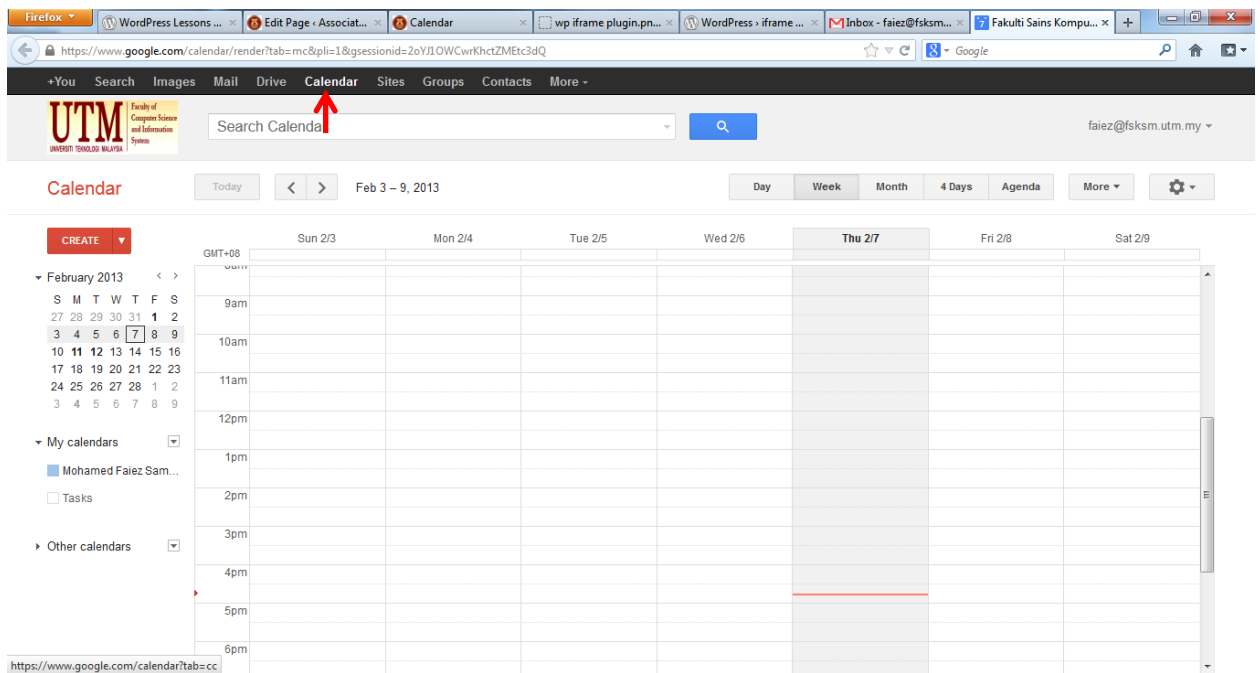 Firefox
WordPress Lessons ... × Edit Page ‹ Associat... × Calendar × wp iframe plugin.pn... × WordPress › iframe ... × Inbox - faiez@fsksm... × 7 Fakulti Sains Kompu... × +
https://www.google.com/calendar/render?tab=mc&pli=1&gsessionid=2oYJ1OWCwrKhctZMEtc3dQ Google
+You Search Images Mail Drive Calendar Sites Groups Contacts More
UTM
Faculty of
Computer Science
and Information
System
UNIVERSITI TEKNOLOGI MALAYSIA
Search Calendar faiez@fsksm.utm.my
Calendar Today < > Feb 3 – 9, 2013 Day Week Month 4 Days Agenda More
CREATE
Sun 2/3 Mon 2/4 Tue 2/5 Wed 2/6 Thu 2/7 Fri 2/8 Sat 2/9
GMT+08
February 2013 < >
S M T W T F S
27 28 29 30 31 1 2
3 4 5 6 7 8 9
10 11 12 13 14 15 16
17 18 19 20 21 22 23
24 25 26 27 28 1 2
3 4 5 6 7 8 9
My calendars
Mohamed Faiez Sam...
Tasks
Other calendars
9am
10am
11am
12pm
1pm
2pm
3pm
4pm
5pm
6pm
https://www.google.com/calendar?tab=cc